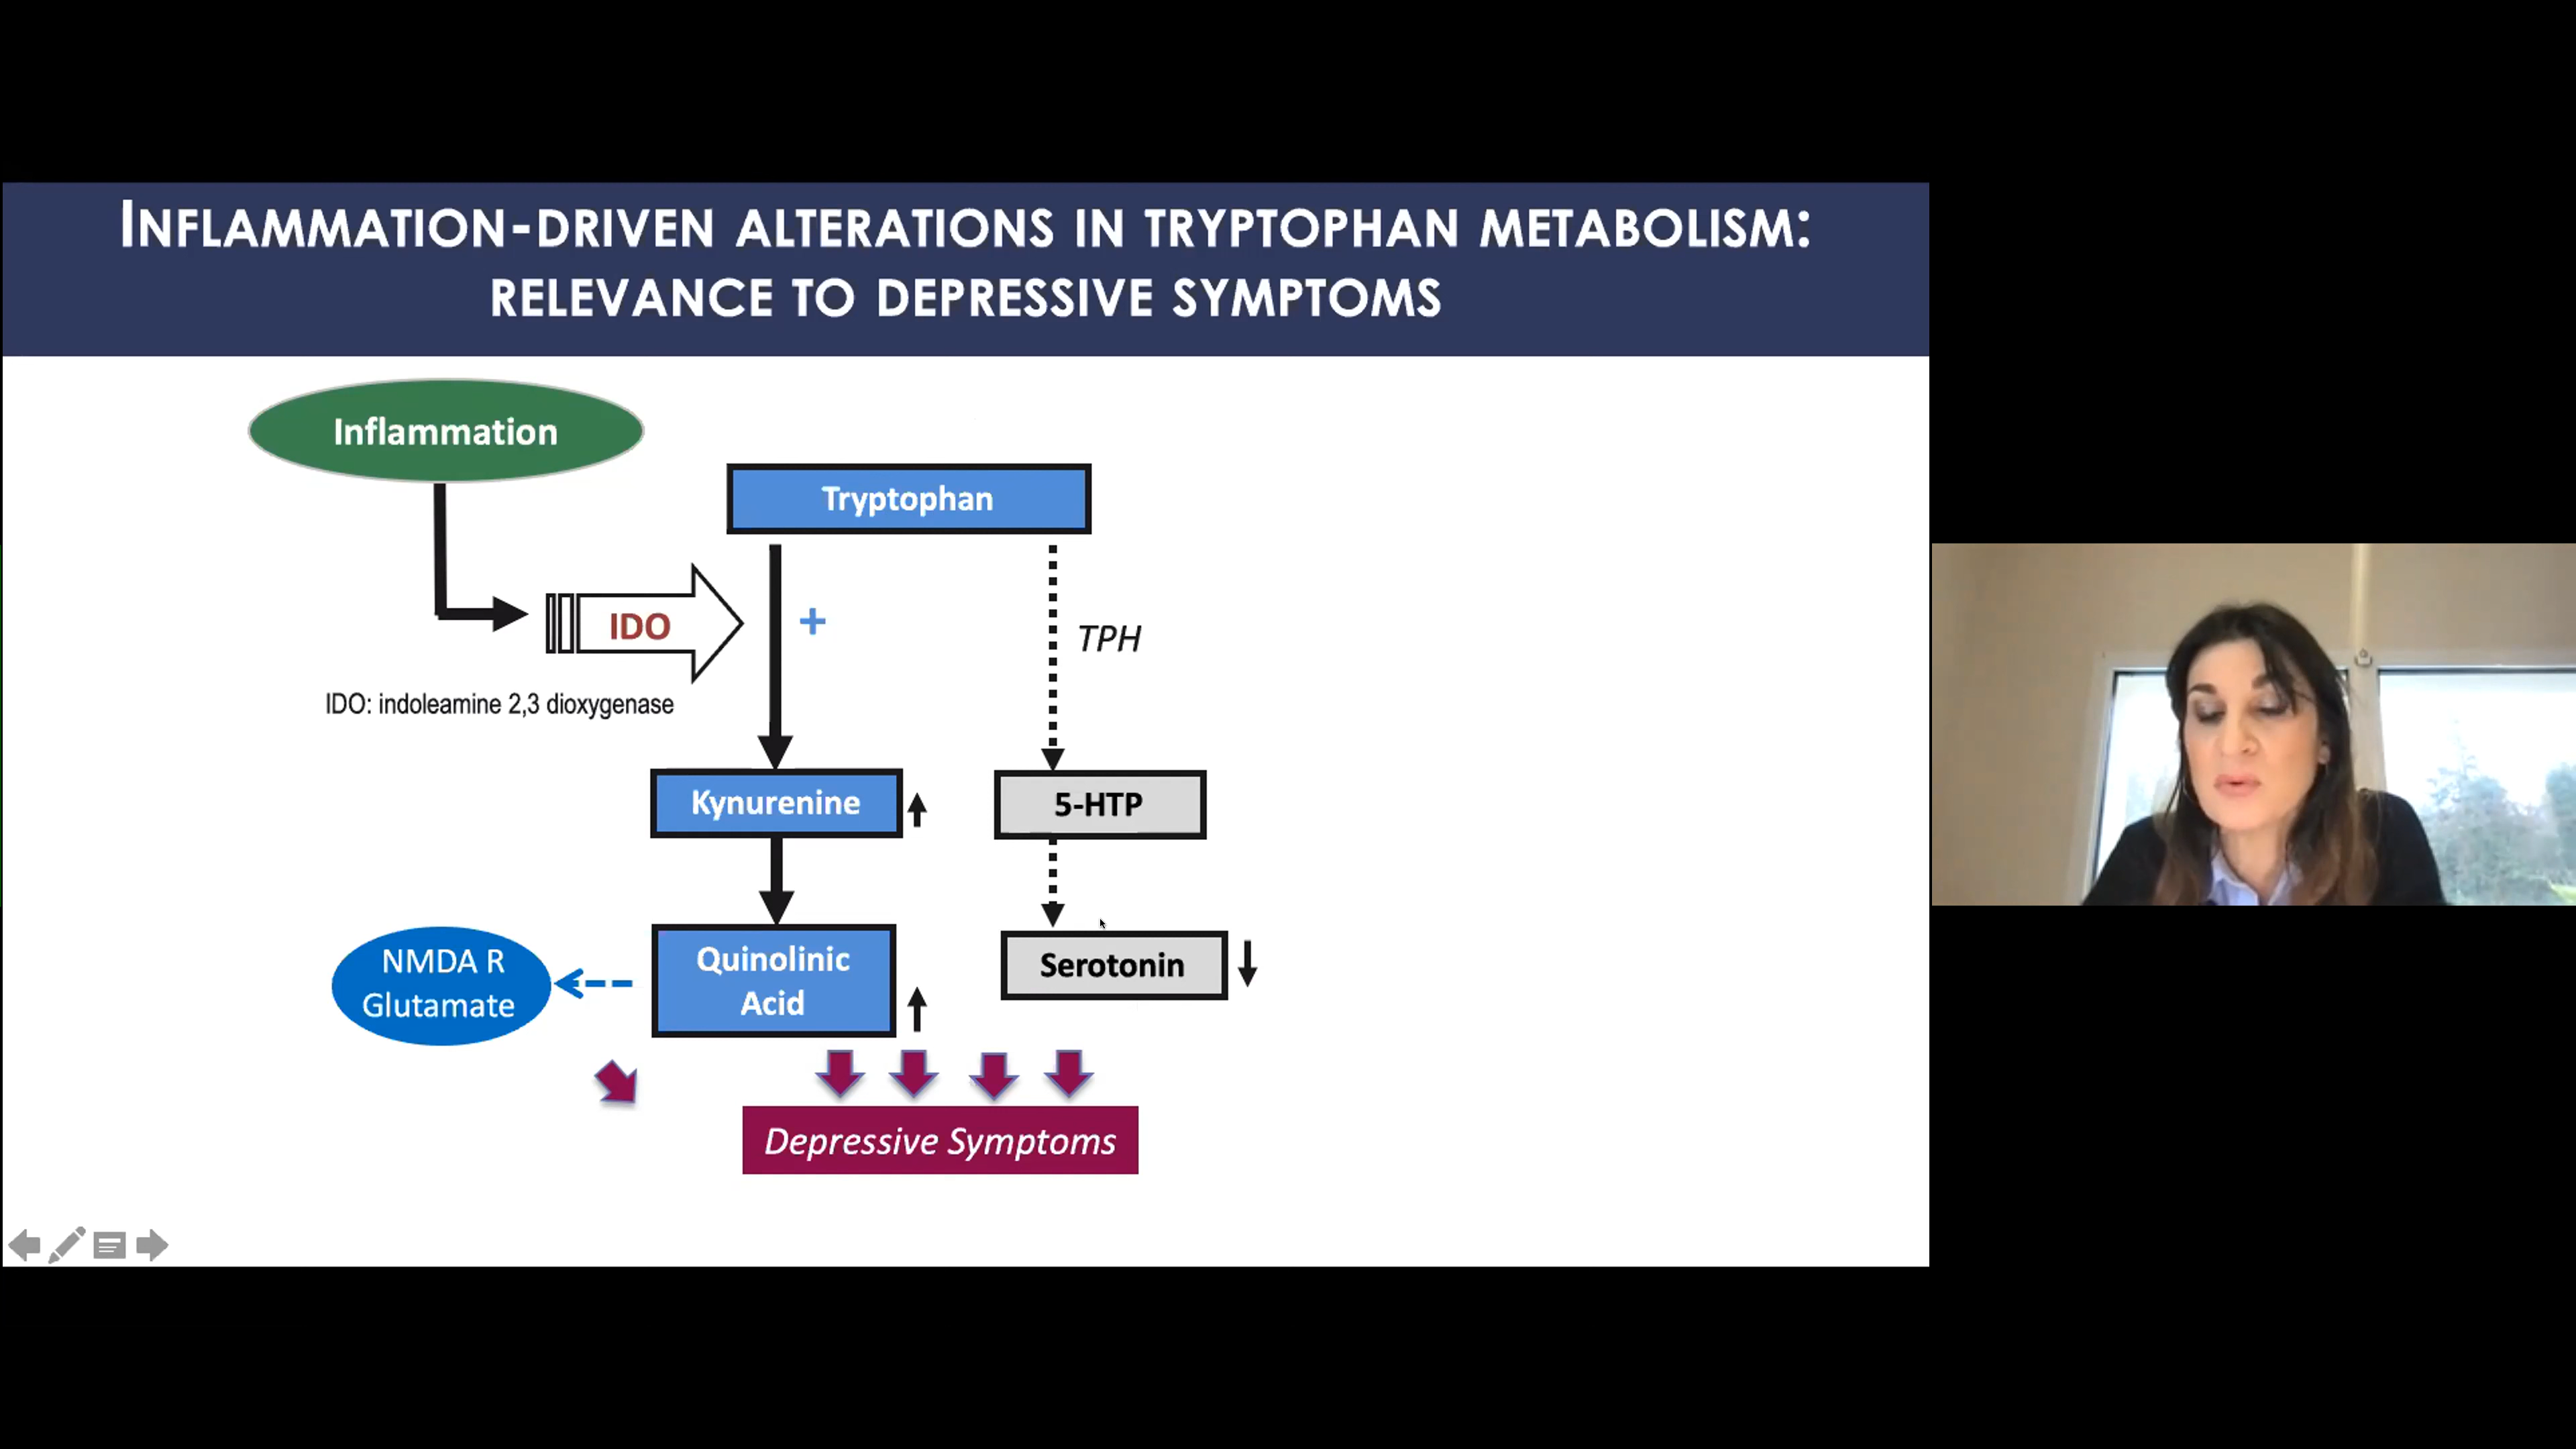 INFLAMMATION-DRIVEN ALTERATIONS IN TRYPTOPHAN METABOLISM:
RELEVANCE TO DEPRESSIVE SYMPTOMS
Inflammation
Tryptophan
IDO
+
TPH
IDO: indoleamine 2,3 dioxygenase
Kynurenine
5-HTP
NMDA R
Glutamate
Quinolinic
Acid
Serotonin
Depressive Symptoms